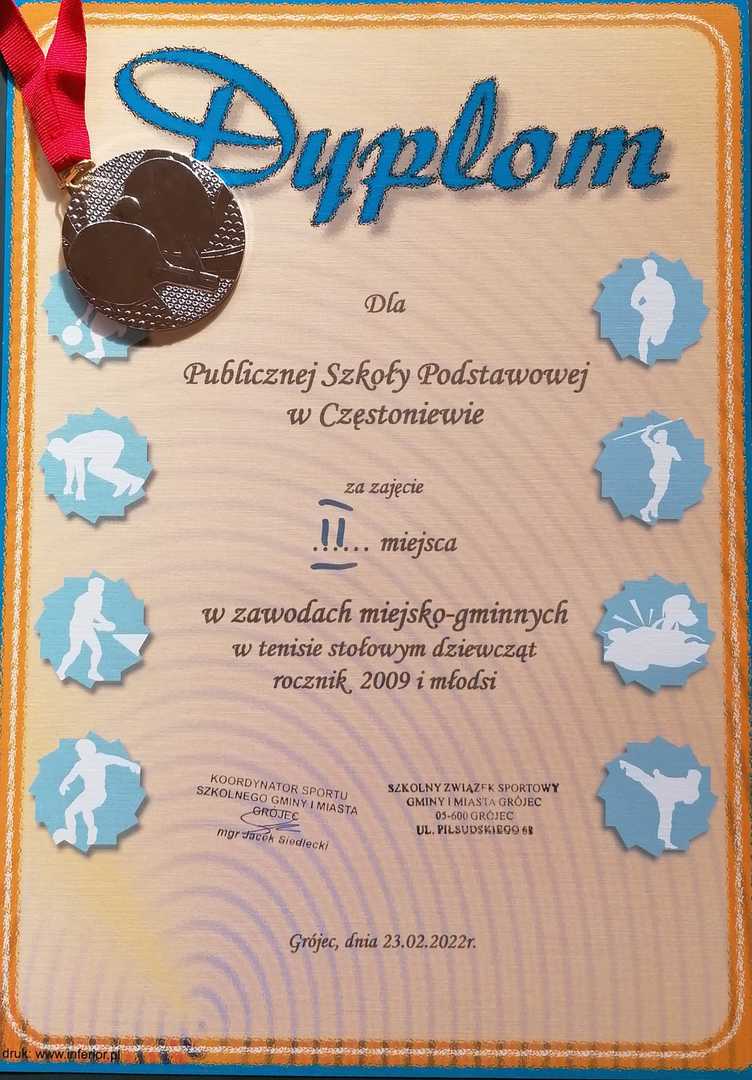 Dyplom
Dla
Publicznej Szkoły Podstawowej
w Częstoniewie
za zajęcie
II
...... miejsca
w zawodach miejsko-gminnych
w tenisie stołowym dziewcząt
rocznik 2009 i młodsi
KOORDYNATOR SPORTU
SZKOLNEGO GMINY I MIASTA
GRÓJEC
mgr Jacek Siedlecki
SZKOLNY ZWIĄZEK SPORTOWY
GMINY I MIASTA GRÓJEC
05-600 GRÓJEC
UL. PIŁSUDSKIEGO 68
Grójec, dnia 23.02.2022r.
druk: www.inferior.pl